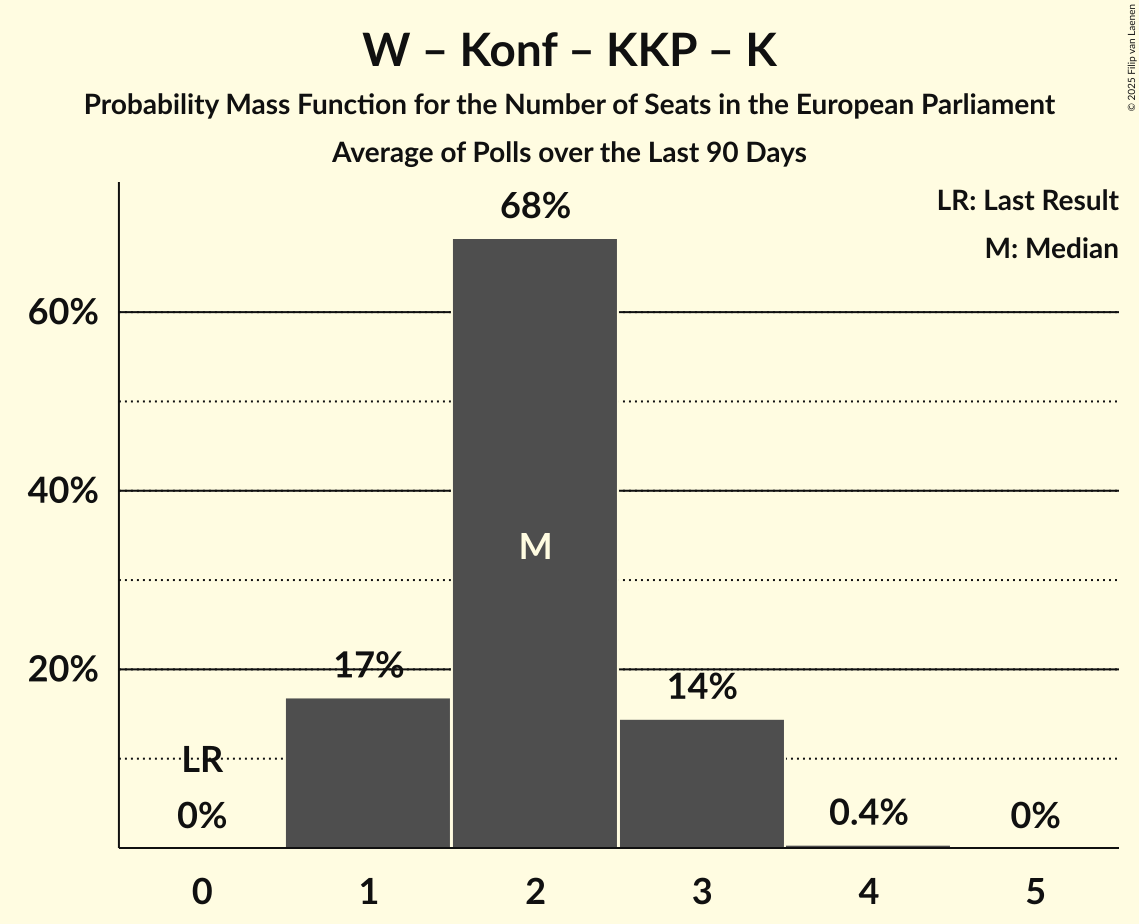 W – Konf – KKP – K
Probability Mass Function for the Number of Seats in the European Parliament
Average of Polls over the Last 90 Days
© 2025 Filip van Laenen
LR: Last Result
M: Median
68%
60%
40%
M
20%
17%
14%
LR
0%
0.4%
0%
0 1 2 3 4 5